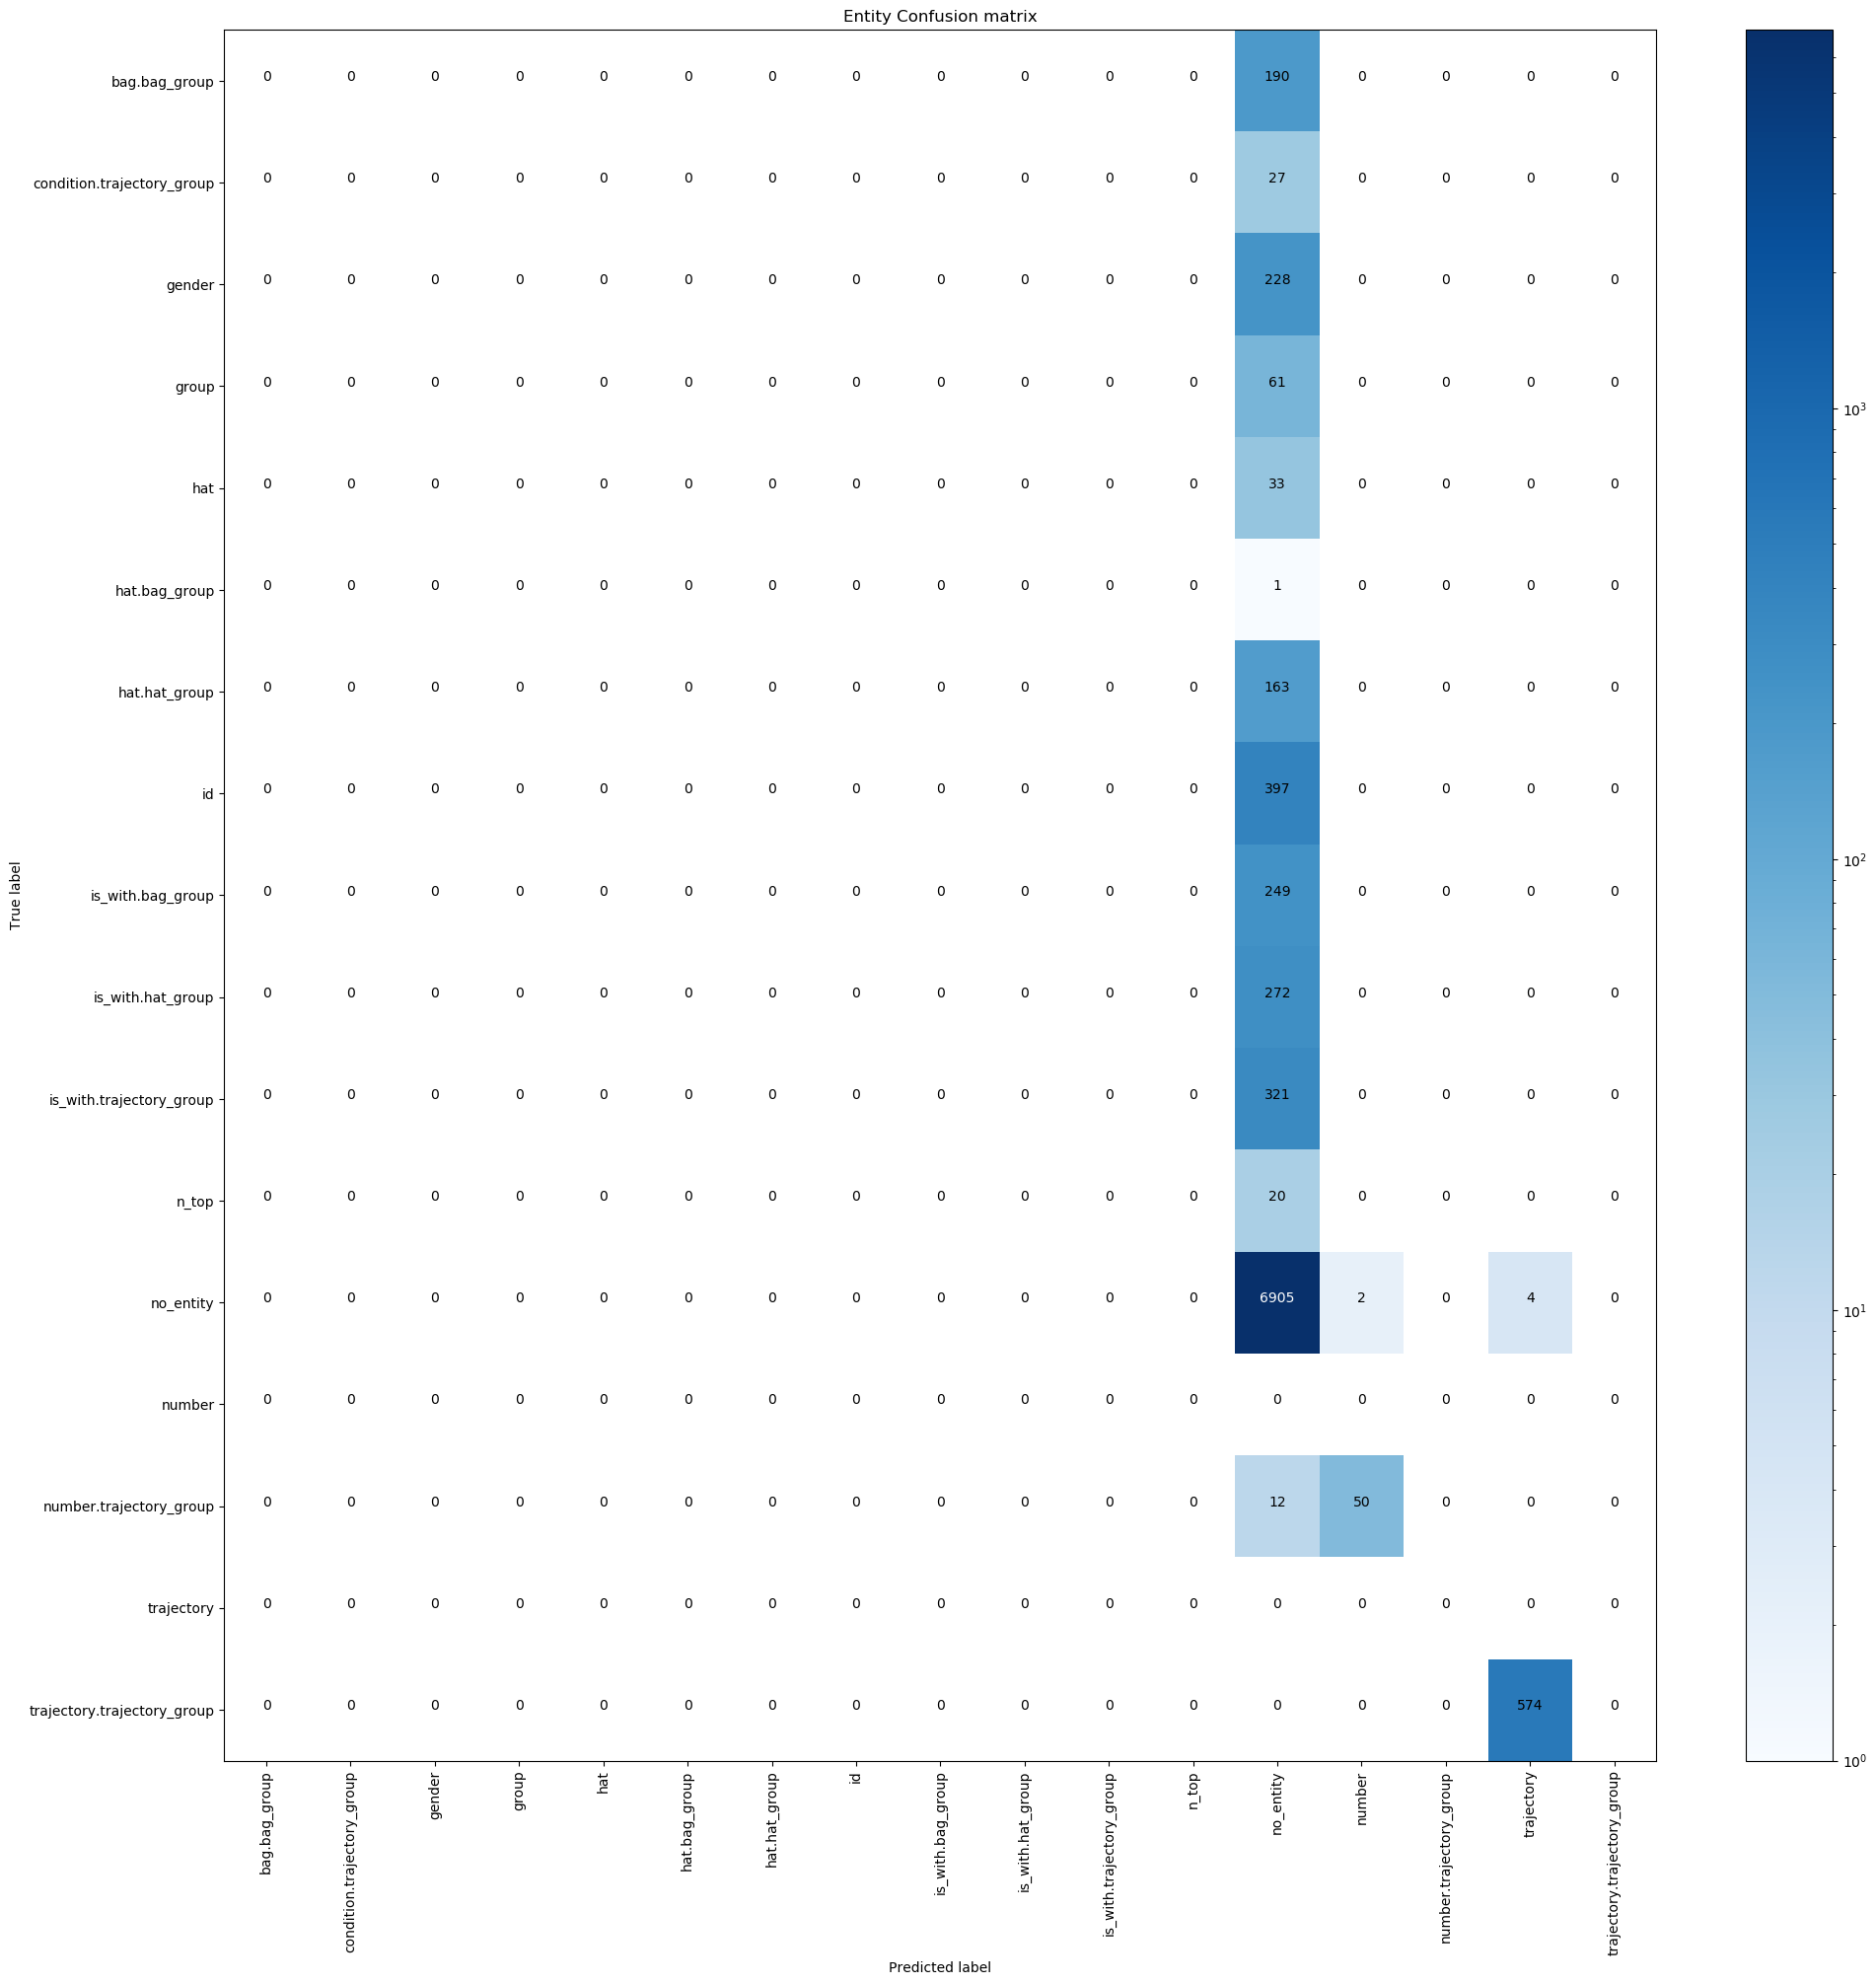 Entity Confusion matrix
bag.bag_group 0 0 0 0 0 0 0 0 0 0 0 0 190 0 0 0 0
condition.trajectory_group 0 0 0 0 0 0 0 0 0 0 0 0 27 0 0 0 0
gender 0 0 0 0 0 0 0 0 0 0 0 0 228 0 0 0 0
group 0 0 0 0 0 0 0 0 0 0 0 0 61 0 0 0 0
hat 0 0 0 0 0 0 0 0 0 0 0 0 33 0 0 0 0
hat.bag_group 0 0 0 0 0 0 0 0 0 0 0 0 1 0 0 0 0
hat.hat_group 0 0 0 0 0 0 0 0 0 0 0 0 163 0 0 0 0
id 0 0 0 0 0 0 0 0 0 0 0 0 397 0 0 0 0
is_with.bag_group 0 0 0 0 0 0 0 0 0 0 0 0 249 0 0 0 0
is_with.hat_group 0 0 0 0 0 0 0 0 0 0 0 0 272 0 0 0 0
is_with.trajectory_group 0 0 0 0 0 0 0 0 0 0 0 0 321 0 0 0 0
n_top 0 0 0 0 0 0 0 0 0 0 0 0 20 0 0 0 0
no_entity 0 0 0 0 0 0 0 0 0 0 0 0 6905 2 0 4 0
number 0 0 0 0 0 0 0 0 0 0 0 0 0 0 0 0 0
number.trajectory_group 0 0 0 0 0 0 0 0 0 0 0 0 12 50 0 0 0
trajectory 0 0 0 0 0 0 0 0 0 0 0 0 0 0 0 0 0
trajectory.trajectory_group 0 0 0 0 0 0 0 0 0 0 0 0 0 0 0 574 0
True label
bag.bag_group
condition.trajectory_group
gender
group
hat
hat.bag_group
hat.hat_group
id
is_with.bag_group
is_with.hat_group
is_with.trajectory_group
n_top
no_entity
number
number.trajectory_group
trajectory
trajectory.trajectory_group
Predicted label
10³
10²
10¹
10⁰